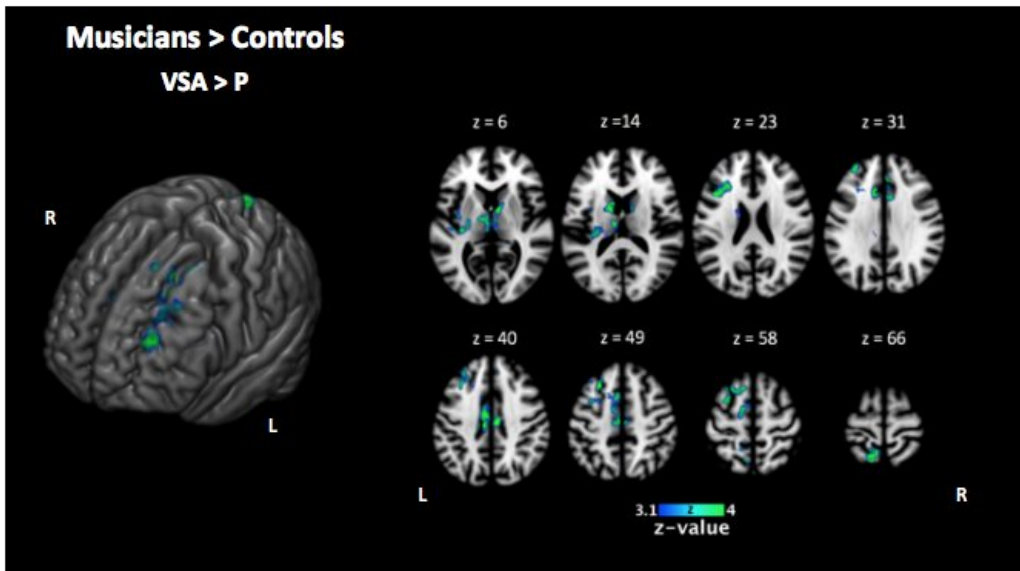 Musicians > Controls
VSA > P
R
L
z = 6
z =14
z = 23
z = 31
z = 40
z = 49
z = 58
z = 66
L
R
3.1 z 4
z-value